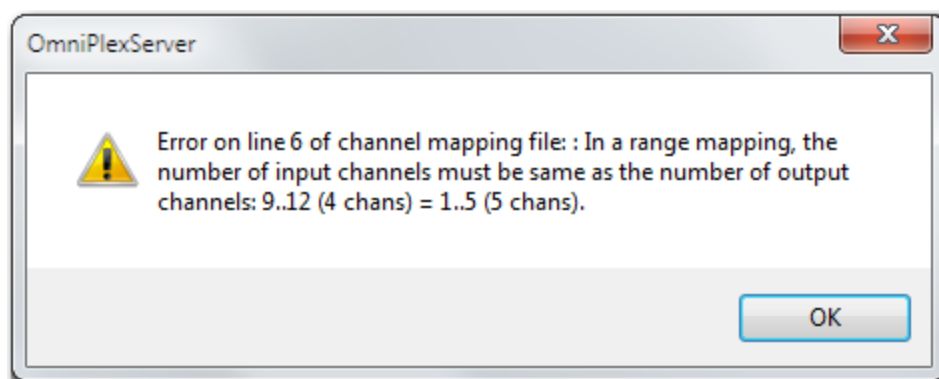 OmniPlexServer
Error on line 6 of channel mapping file: : In a range mapping, the
number of input channels must be same as the number of output
channels: 9..12 (4 chans) = 1..5 (5 chans).
OK